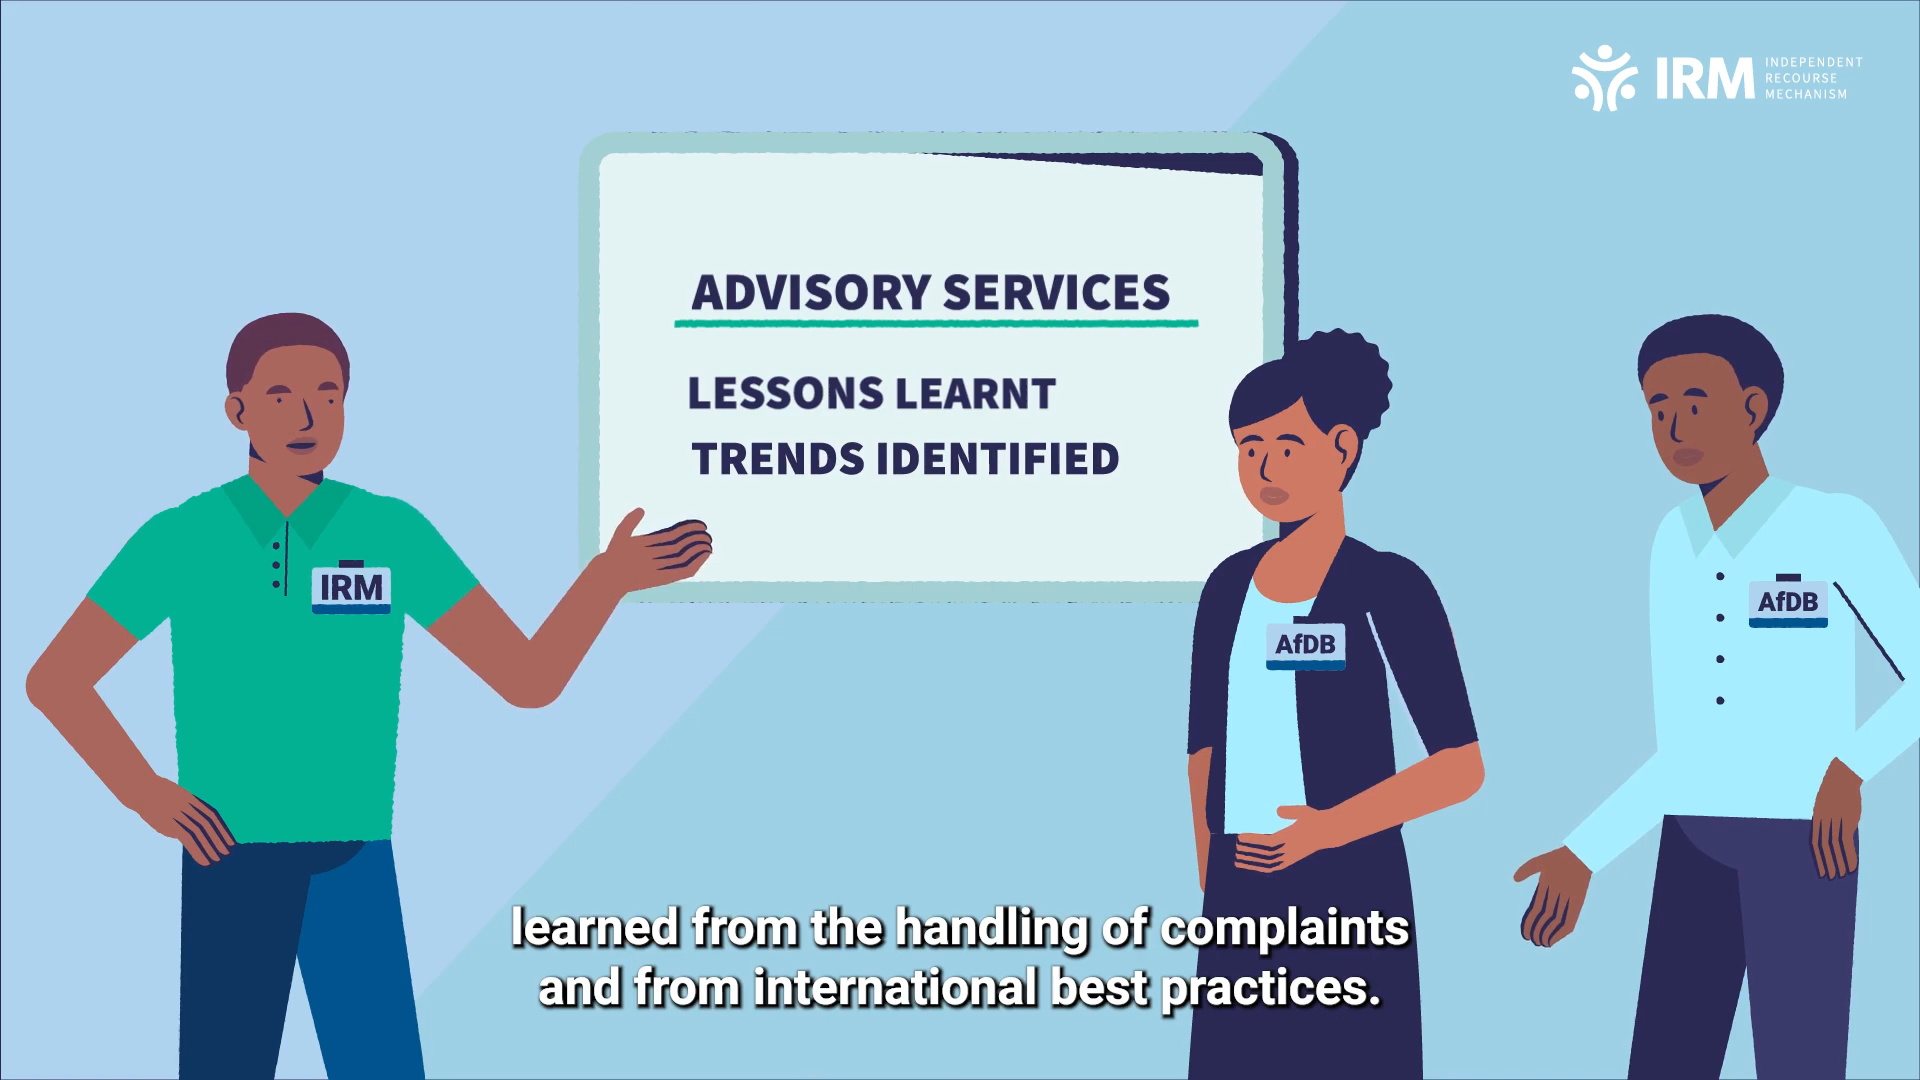 IRM
INDEPENDENT
RECOURSE
MECHANISM
ADVISORY SERVICES
LESSONS LEARNT
TRENDS IDENTIFIED
IRM
AfDB
AfDB
learned from the handling of complaints
and from international best practices.